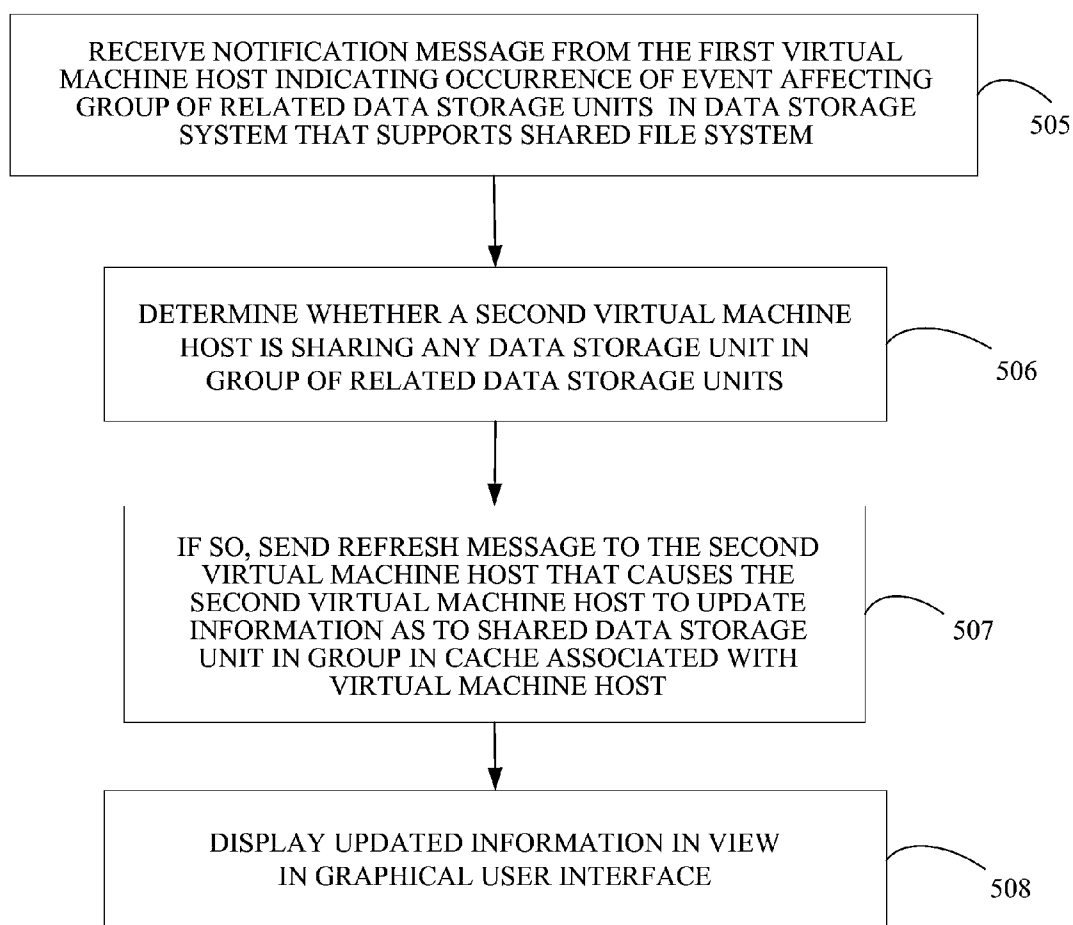 RECEIVE NOTIFICATION MESSAGE FROM THE FIRST VIRTUAL
MACHINE HOST INDICATING OCCURRENCE OF EVENT AFFECTING
GROUP OF RELATED DATA STORAGE UNITS IN DATA STORAGE
SYSTEM THAT SUPPORTS SHARED FILE SYSTEM
505
DETERMINE WHETHER A SECOND VIRTUAL MACHINE
HOST IS SHARING ANY DATA STORAGE UNIT IN
GROUP OF RELATED DATA STORAGE UNITS
506
IF SO, SEND REFRESH MESSAGE TO THE SECOND
VIRTUAL MACHINE HOST THAT CAUSES THE
SECOND VIRTUAL MACHINE HOST TO UPDATE
INFORMATION AS TO SHARED DATA STORAGE
UNIT IN GROUP IN CACHE ASSOCIATED WITH
VIRTUAL MACHINE HOST
507
DISPLAY UPDATED INFORMATION IN VIEW
IN GRAPHICAL USER INTERFACE
508